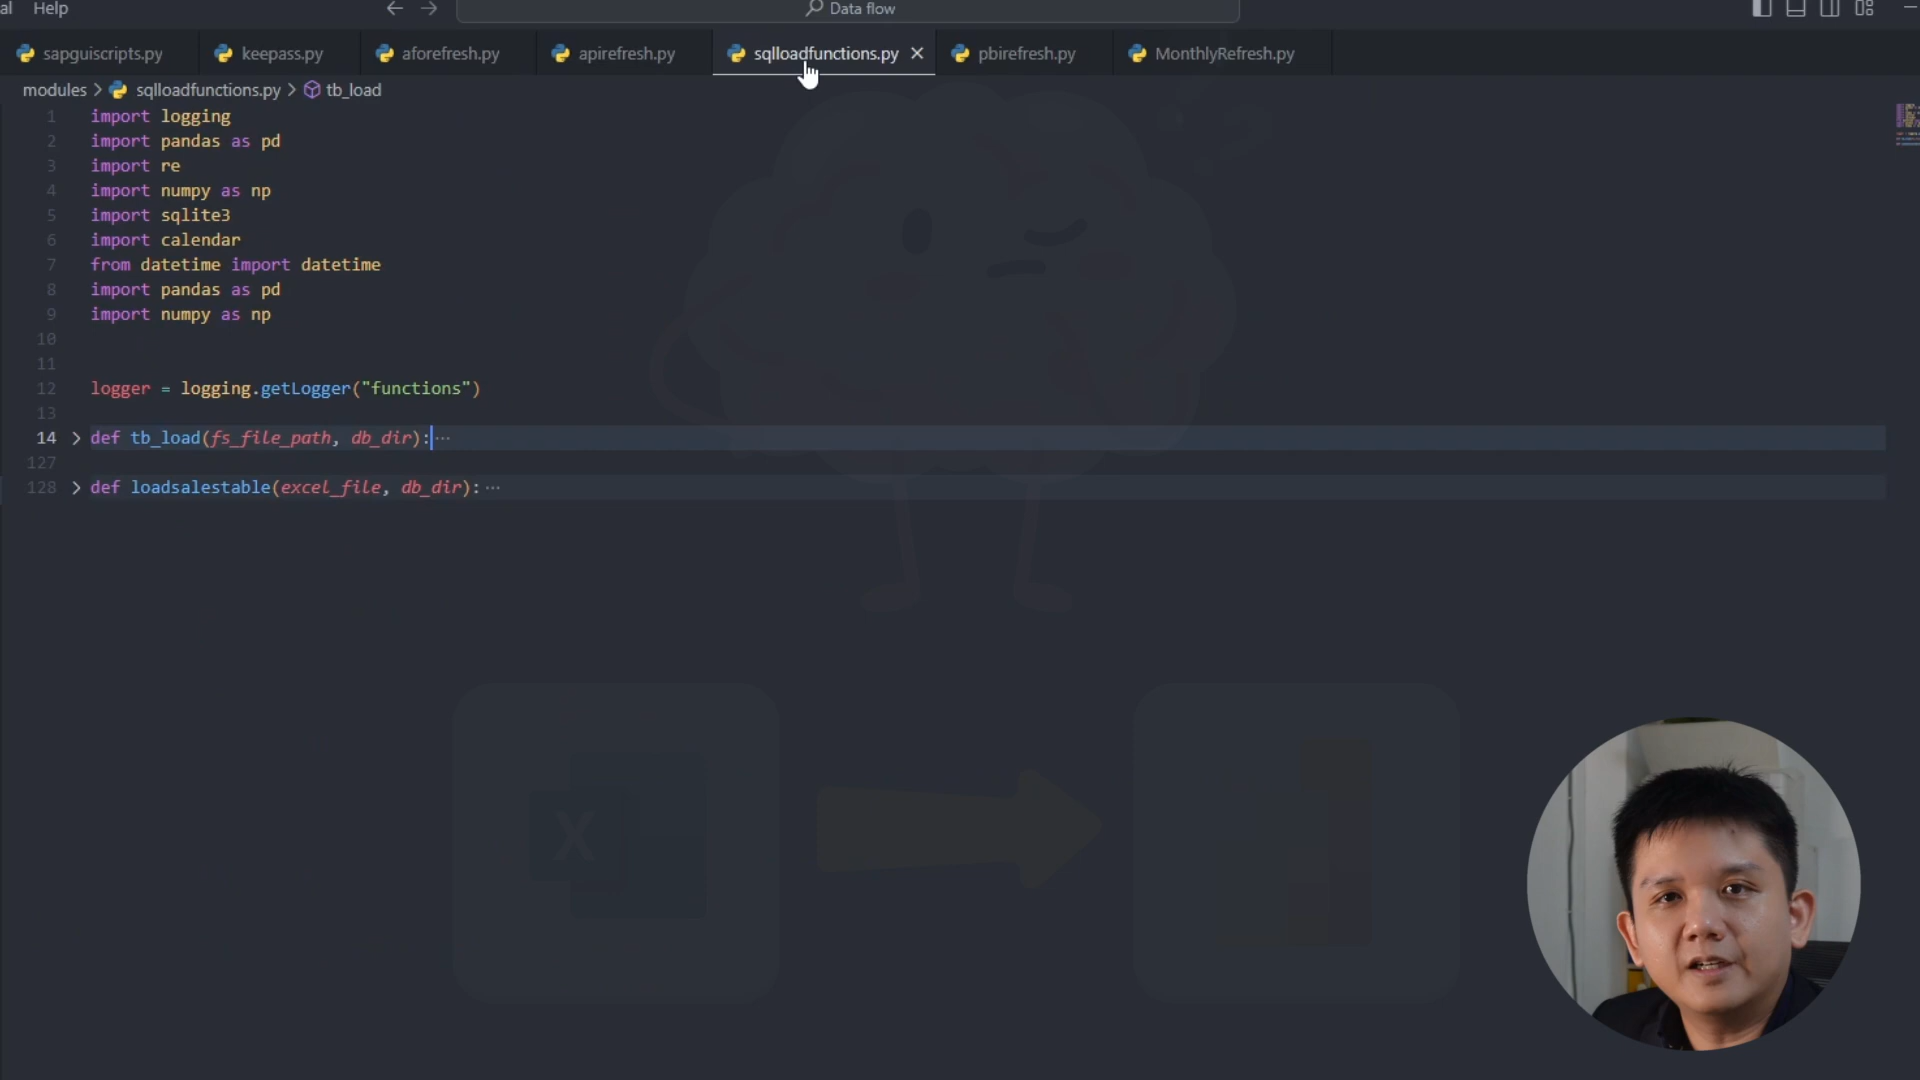 al Help
Data flow
sapguiscripts.py keepass.py aforefresh.py apirefresh.py sqlloadfunctions.py pbirefresh.py MonthlyRefresh.py
modules > sqlloadfunctions.py > tb_load
1 import logging
2 import pandas as pd
3 import re
4 import numpy as np
5 import sqlite3
6 import calendar
7 from datetime import datetime
8 import pandas as pd
9 import numpy as np
10
11
12 logger = logging.getLogger("functions")
13
14 def tb_load(fs_file_path, db_dir):···
127
128 def loadsalestable(excel_file, db_dir):···
X